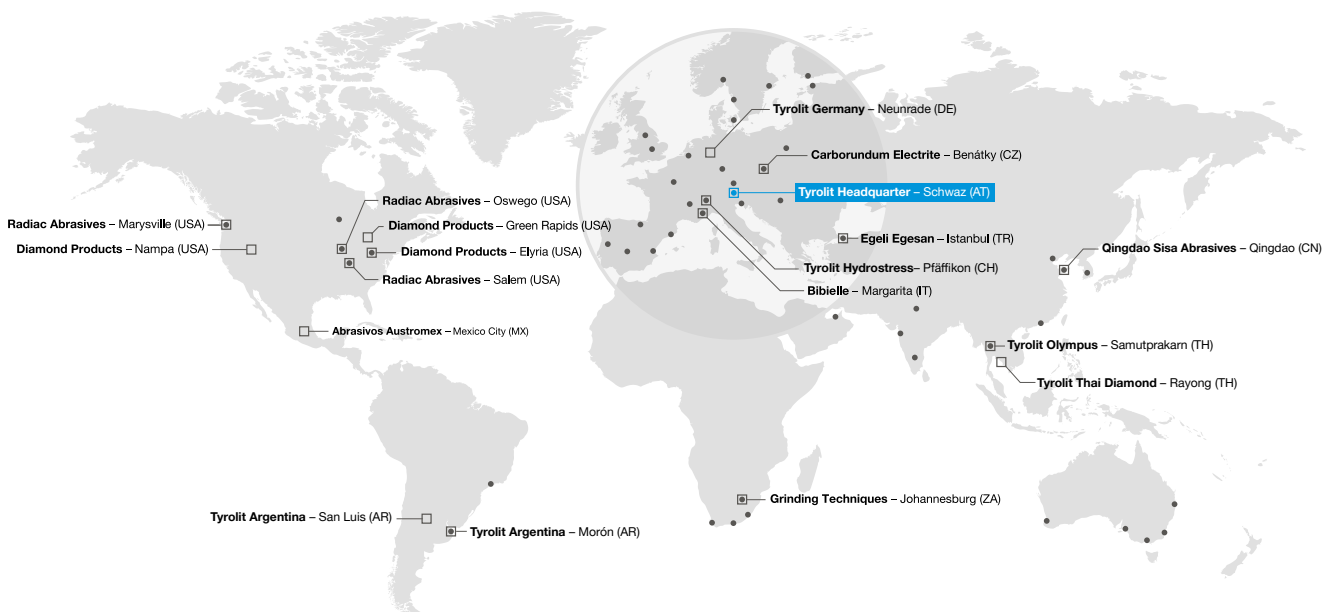 Tyrolit Germany – Neunrade (DE)
Carborundum Electrite – Benátky (CZ)
Tyrolit Headquarter – Schwaz (AT)
Radiac Abrasives – Oswego (USA)
Radiac Abrasives – Marysville (USA)
Diamond Products – Green Rapids (USA)
Diamond Products – Nampa (USA)
Diamond Products – Elyria (USA)
Egeli Egesan – Istanbul (TR)
Qingdao Sisa Abrasives – Qingdao (CN)
Tyrolit Hydrostress– Pfäffikon (CH)
Radiac Abrasives – Salem (USA)
Bibielle – Margarita (IT)
Abrasivos Austromex – Mexico City (MX)
Tyrolit Olympus – Samutprakarn (TH)
Tyrolit Thai Diamond – Rayong (TH)
Grinding Techniques – Johannesburg (ZA)
Tyrolit Argentina – San Luis (AR)
Tyrolit Argentina – Morón (AR)